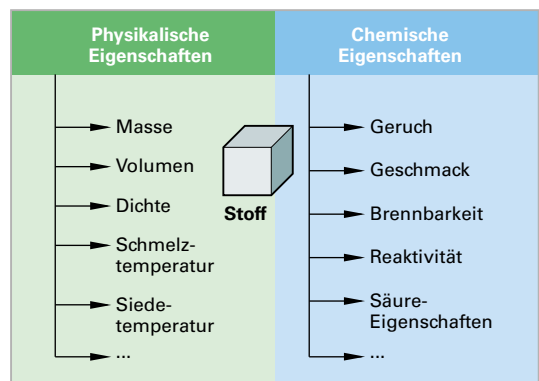 Physikalische
Eigenschaften
Masse
Volumen
Dichte
Schmelz-
temperatur
Siede-
temperatur
...
Stoff
Chemische
Eigenschaften
Geruch
Geschmack
Brennbarkeit
Reaktivität
Säure-
Eigenschaften
...